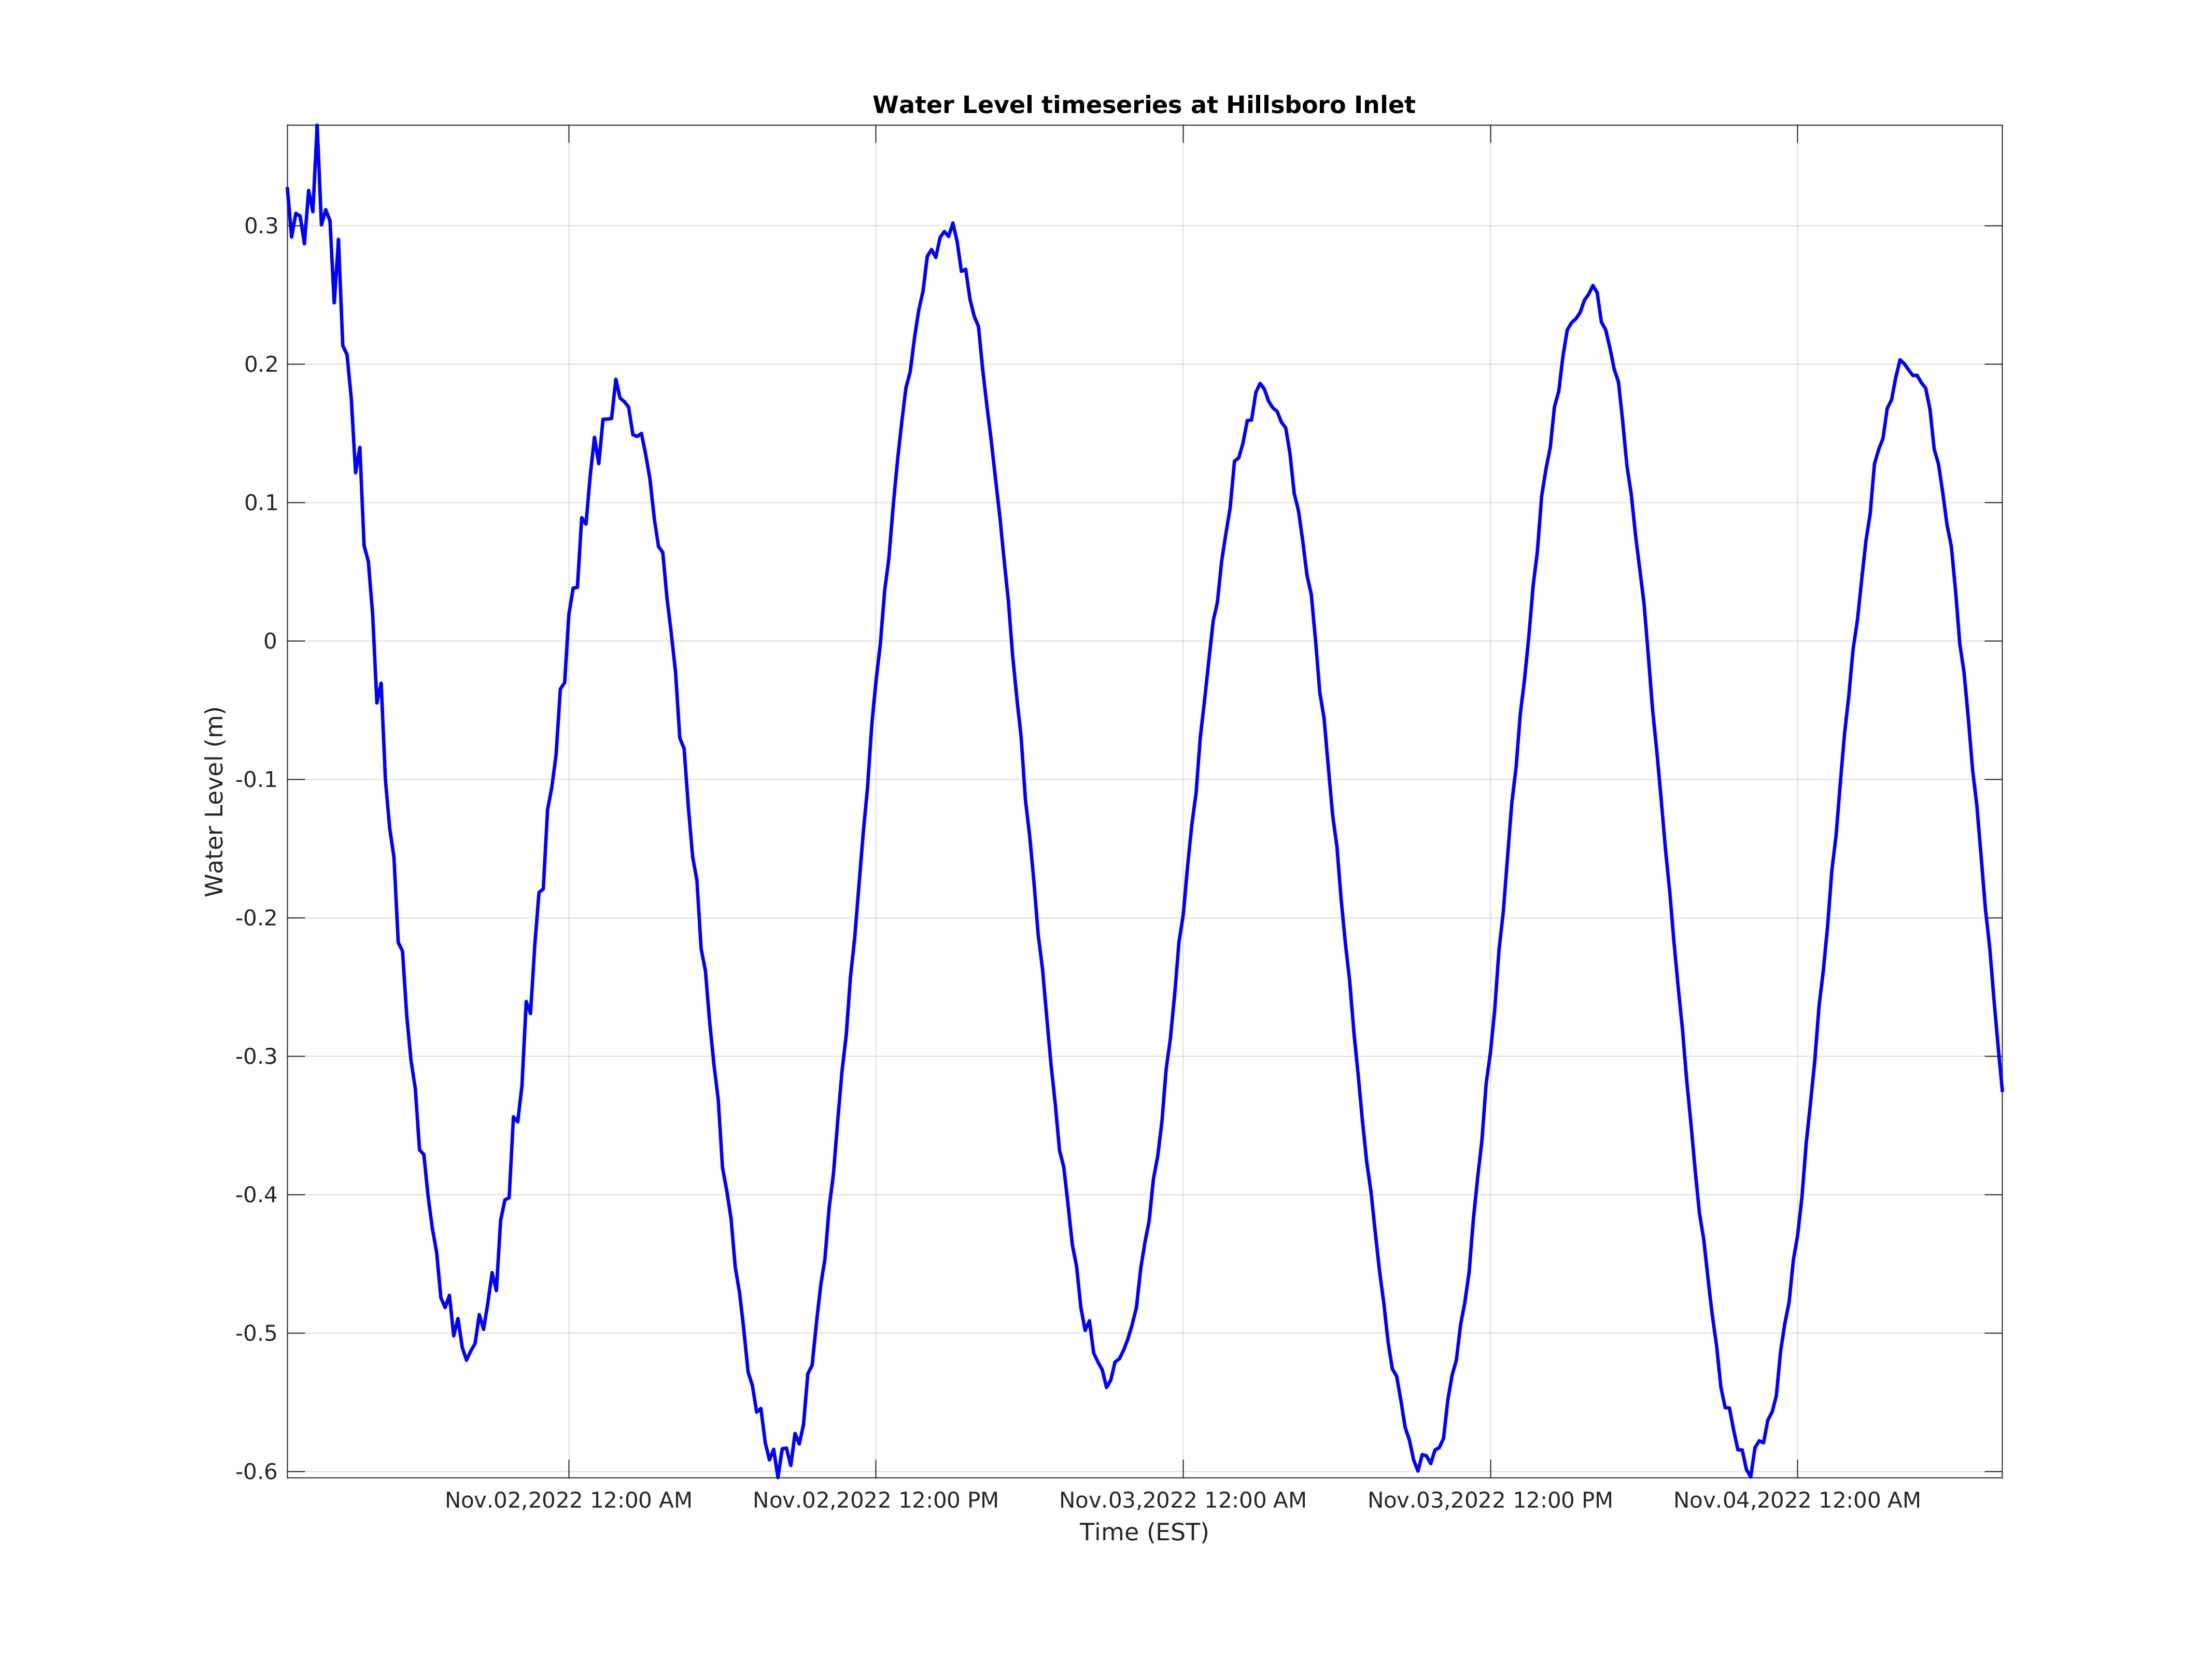 Water Level timeseries at Hillsboro Inlet
0.3
0.2
0.1
0
-0.1
-0.2
-0.3
-0.4
-0.5
-0.6
Water Level (m)
Nov.02,2022 12:00 AM Nov.02,2022 12:00 PM Nov.03,2022 12:00 AM Nov.03,2022 12:00 PM Nov.04,2022 12:00 AM
Time (EST)